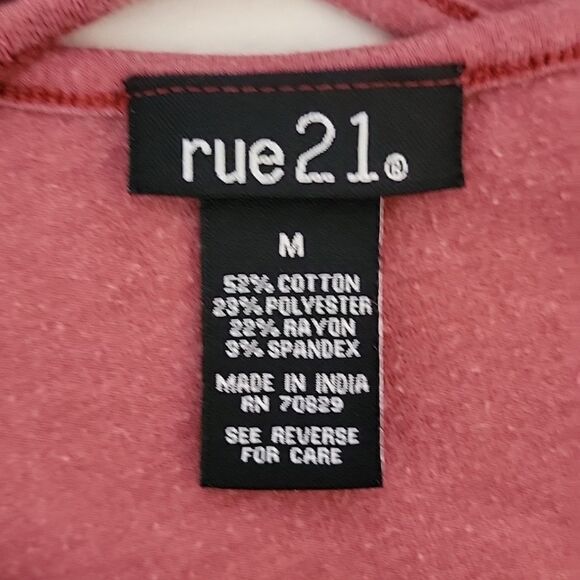 rue21®
M
52% COTTON
23% POLYESTER
22% RAYON
3% SPANDEX
MADE IN INDIA
RN 70829
SEE REVERSE
FOR CARE